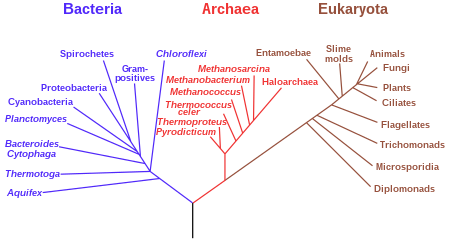 Bacteria
Archaea
Eukaryota
Spirochetes
Gram-
positives
Chloroflexi
Proteobacteria
Cyanobacteria
Planctomyces
Bacteroides
Cytophaga
Thermotoga
Aquifex
Methanosarcina
Methanobacterium
Haloarchaea
Methanococcus
Thermococcus
celer
Thermoproteus
Pyrodicticum
Entamoebae
Slime
molds
Animals
Fungi
Plants
Ciliates
Flagellates
Trichomonads
Microsporidia
Diplomonads